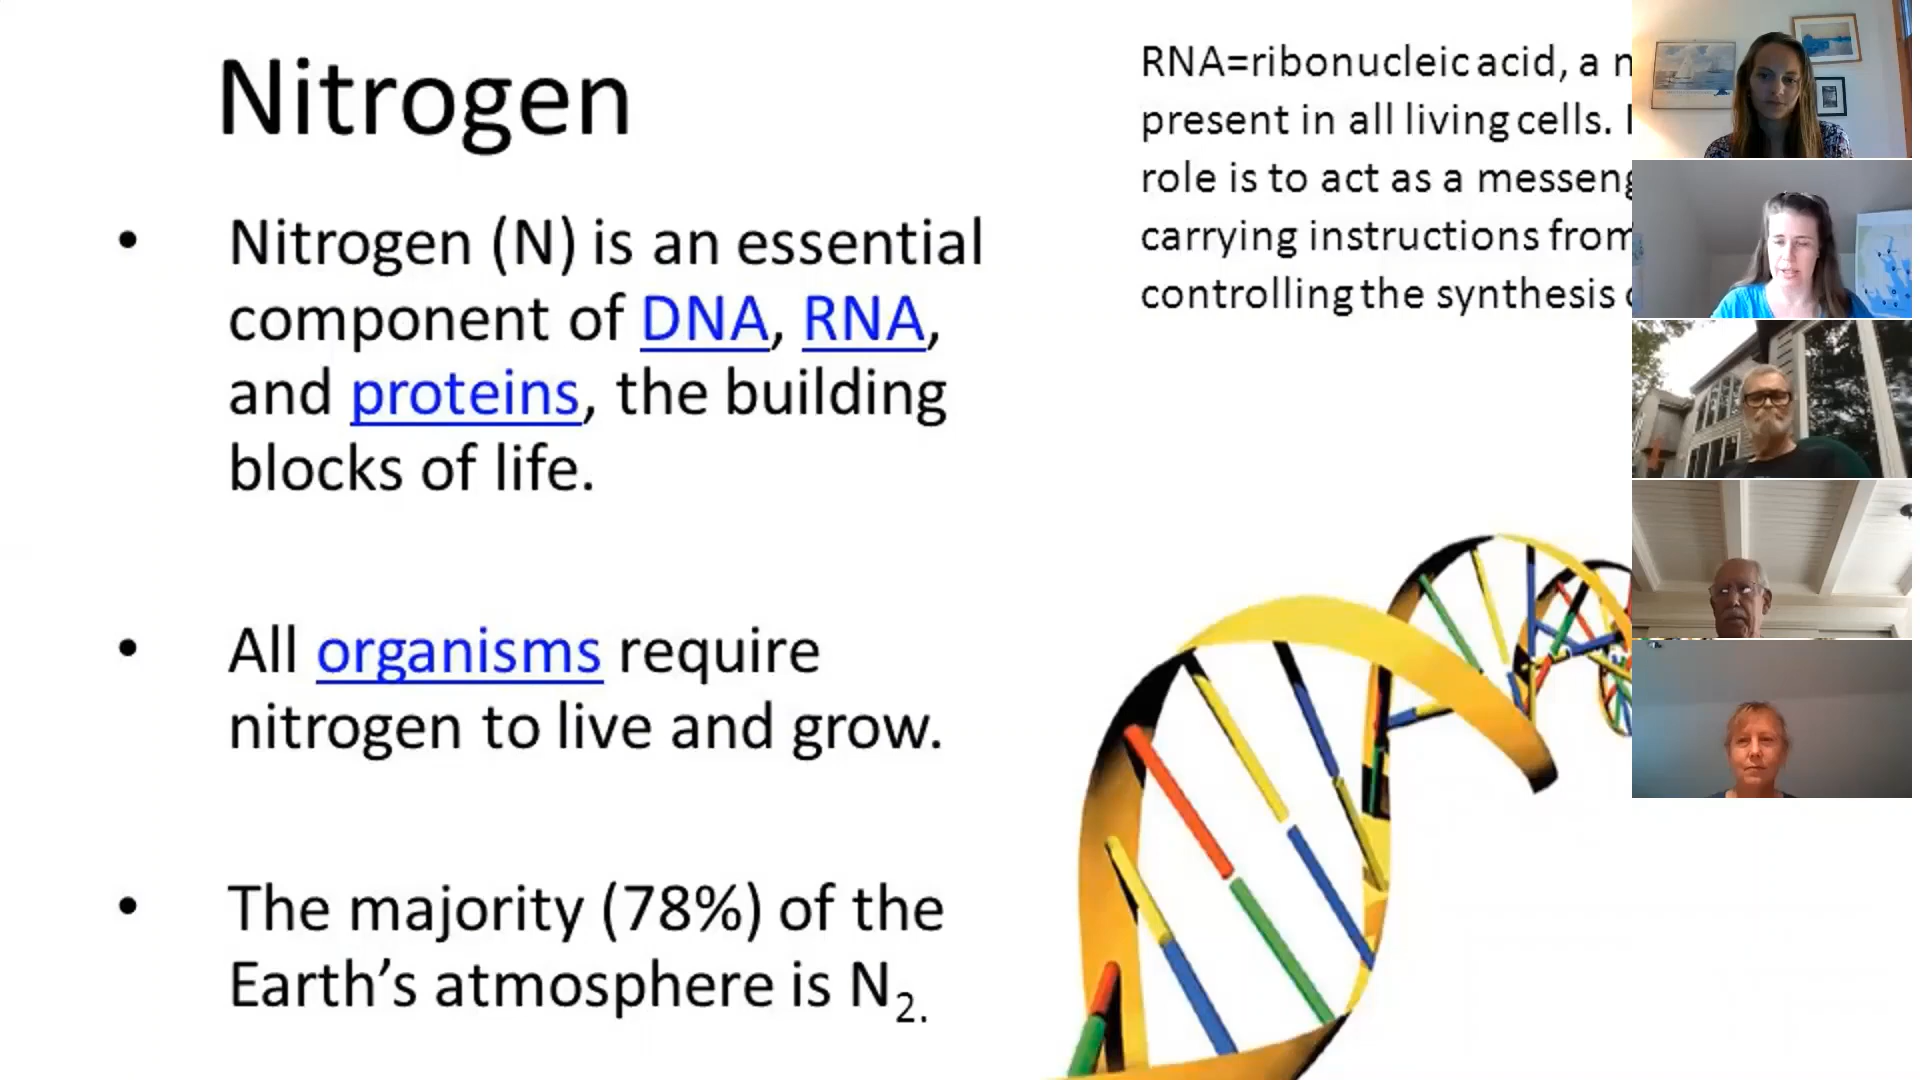 Nitrogen
• Nitrogen (N) is an essential
component of DNA, RNA,
and proteins, the building
blocks of life.
• All organisms require
nitrogen to live and grow.
• The majority (78%) of the
Earth’s atmosphere is N2.
RNA=ribonucleic acid, a
present in all living cells.
role is to act as a
carrying instructions from
controlling the synthesis